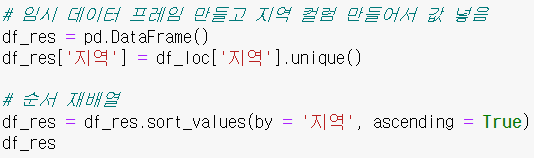 # 임시 데이터 프레임 만들고 지역 컬럼 만들어서 값 넣음
df_res = pd.DataFrame()
df_res['지역'] = df_loc['지역'].unique()
# 순서 재배열
df_res = df_res.sort_values(by = '지역', ascending = True)
df_res